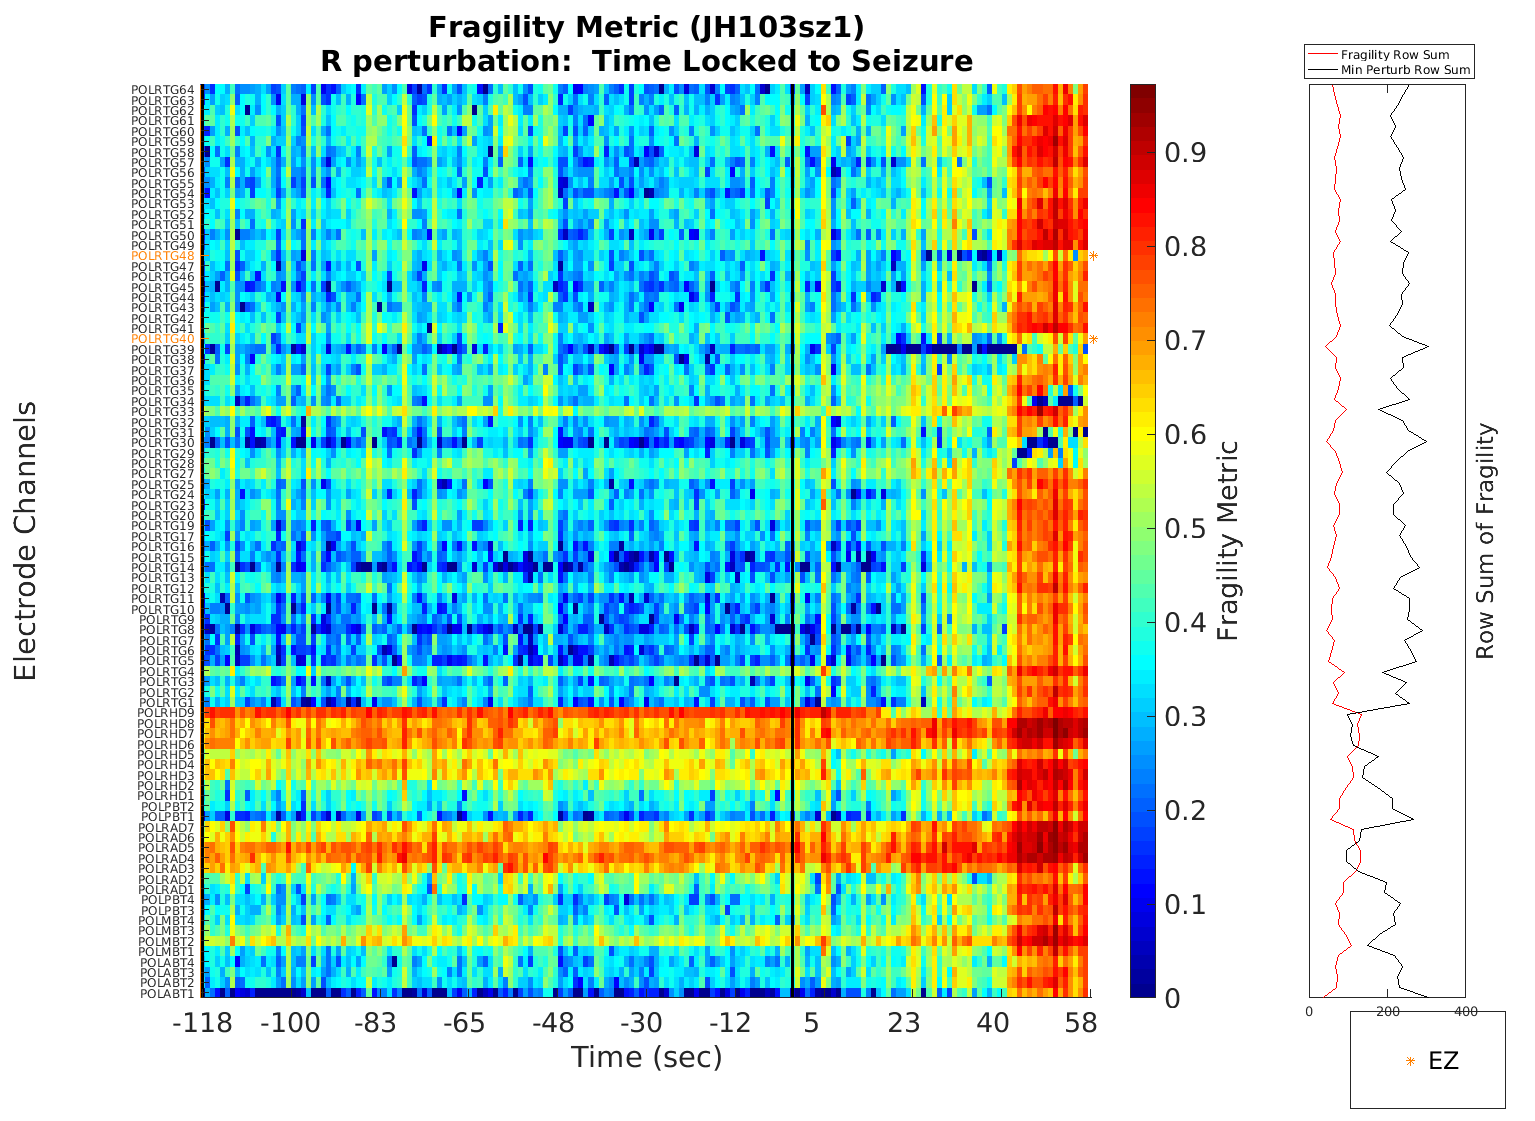 Fragility Metric (JH103sz1)
R perturbation:  Time Locked to Seizure
Electrode Channels
POLRTG64
POLRTG63
POLRTG62
POLRTG61
POLRTG60
POLRTG59
POLRTG58
POLRTG57
POLRTG56
POLRTG55
POLRTG54
POLRTG53
POLRTG52
POLRTG51
POLRTG50
POLRTG49
POLRTG48
POLRTG47
POLRTG46
POLRTG45
POLRTG44
POLRTG43
POLRTG42
POLRTG41
POLRTG40
POLRTG39
POLRTG38
POLRTG37
POLRTG36
POLRTG35
POLRTG34
POLRTG33
POLRTG32
POLRTG31
POLRTG30
POLRTG29
POLRTG28
POLRTG27
POLRTG25
POLRTG24
POLRTG23
POLRTG20
POLRTG19
POLRTG17
POLRTG16
POLRTG15
POLRTG14
POLRTG13
POLRTG12
POLRTG11
POLRTG10
POLRTG9
POLRTG8
POLRTG7
POLRTG6
POLRTG5
POLRTG4
POLRTG3
POLRTG2
POLRTG1
POLRHD9
POLRHD8
POLRHD7
POLRHD6
POLRHD5
POLRHD4
POLRHD3
POLRHD2
POLRHD1
POLPBT2
POLPBT1
POLRAD7
POLRAD6
POLRAD5
POLRAD4
POLRAD3
POLRAD2
POLRAD1
POLPBT4
POLPBT3
POLMBT4
POLMBT3
POLMBT2
POLMBT1
POLABT4
POLABT3
POLABT2
POLABT1
-118 -100 -83 -65 -48 -30 -12 5 23 40 58
Time (sec)
0.9
0.8
0.7
0.6
0.5
0.4
0.3
0.2
0.1
0
Fragility Metric
Fragility Row Sum
Min Perturb Row Sum
0 200 400
Row Sum of Fragility
EZ